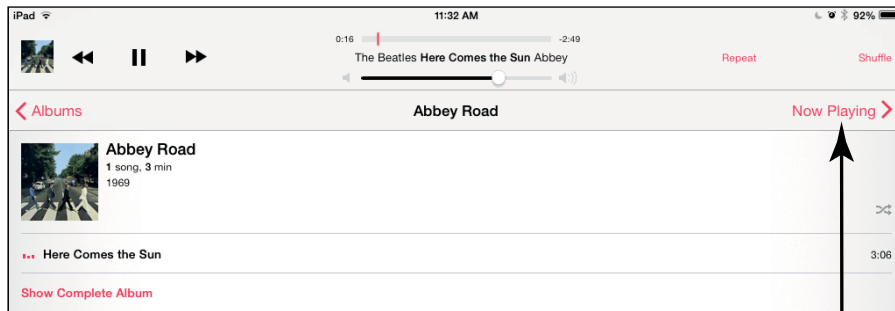 iPad 11:32 AM 92%
0:16 -2:49
The Beatles Here Comes the Sun Abbey
Repeat Shuffle
Albums Abbey Road Now Playing
Abbey Road
1 song, 3 min
1969
Here Comes the Sun 3:06
Show Complete Album